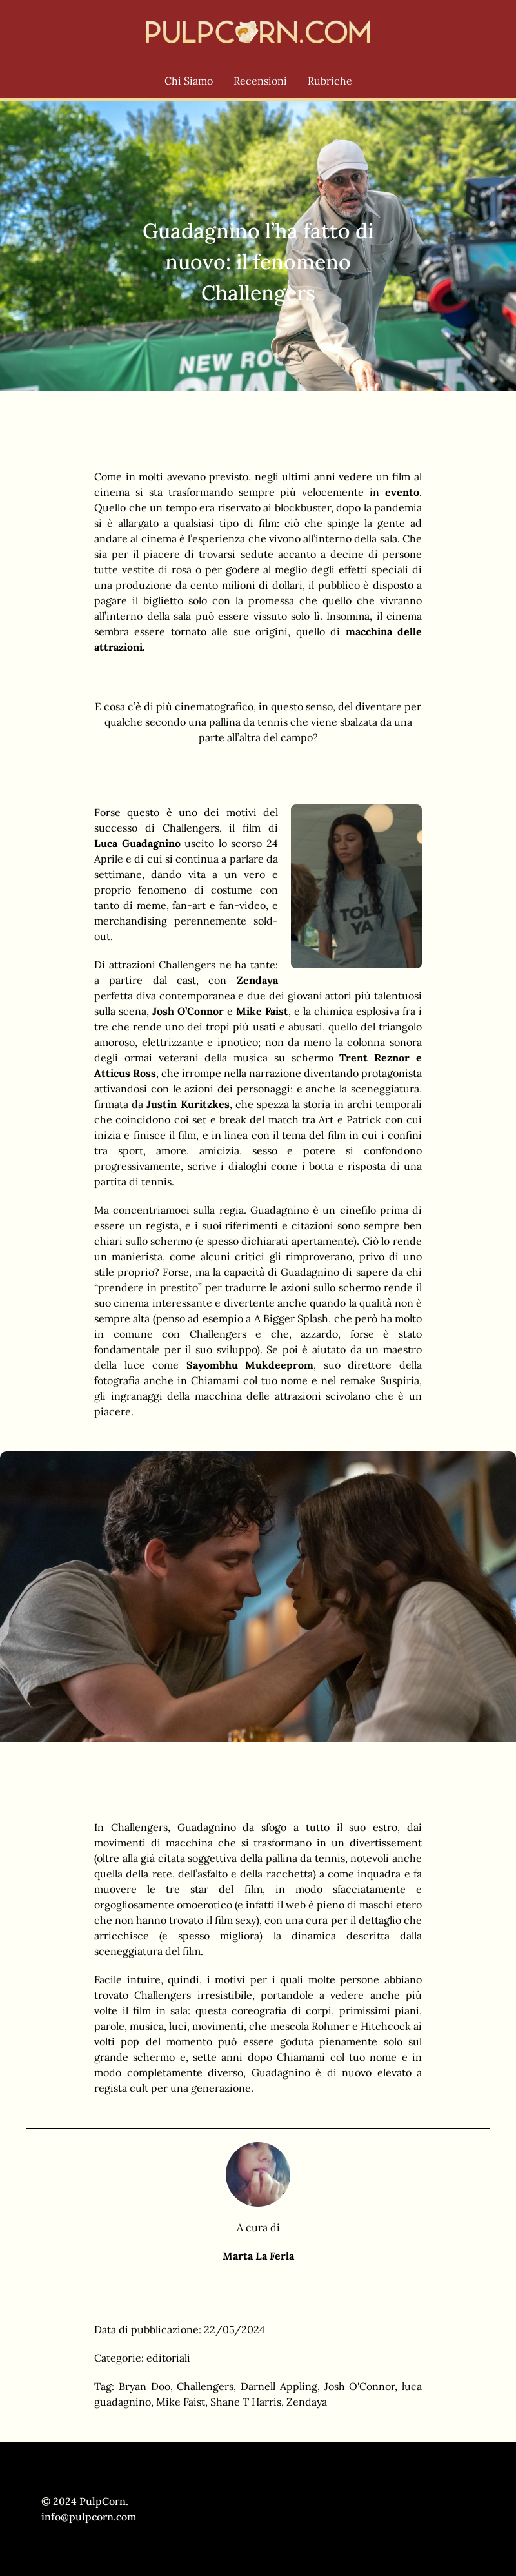 PULPCORN.COM
Chi Siamo Recensioni Rubriche
Guadagnino l’ha fatto di
nuovo: il fenomeno
Challengers
NEW RO
Come in molti avevano previsto, negli ultimi anni vedere un film al
cinema si sta trasformando sempre più velocemente in evento.
Quello che un tempo era riservato ai blockbuster, dopo la pandemia
si è allargato a qualsiasi tipo di film: ciò che spinge la gente ad
andare al cinema è l’esperienza che vivono all’interno della sala. Che
sia per il piacere di trovarsi sedute accanto a decine di persone
tutte vestite di rosa o per godere al meglio degli effetti speciali di
una produzione da cento milioni di dollari, il pubblico è disposto a
pagare il biglietto solo con la promessa che quello che vivranno
all’interno della sala può essere vissuto solo lì. Insomma, il cinema
sembra essere tornato alle sue origini, quello di macchina delle
attrazioni.
E cosa c’è di più cinematografico, in questo senso, del diventare per
qualche secondo una pallina da tennis che viene sbalzata da una
parte all’altra del campo?
Forse questo è uno dei motivi del
successo di Challengers, il film di
Luca Guadagnino uscito lo scorso 24
Aprile e di cui si continua a parlare da
settimane, dando vita a un vero e
proprio fenomeno di costume con
tanto di meme, fan-art e fan-video, e
merchandising perennemente sold-
out.
I TOLD YA
Di attrazioni Challengers ne ha tante:
a partire dal cast, con Zendaya
perfetta diva contemporanea e due dei giovani attori più talentuosi
sulla scena, Josh O’Connor e Mike Faist, e la chimica esplosiva fra i
tre che rende uno dei tropi più usati e abusati, quello del triangolo
amoroso, elettrizzante e ipnotico; non da meno la colonna sonora
degli ormai veterani della musica su schermo Trent Reznor e
Atticus Ross, che irrompe nella narrazione diventando protagonista
attivandosi con le azioni dei personaggi; e anche la sceneggiatura,
firmata da Justin Kuritzkes, che spezza la storia in archi temporali
che coincidono coi set e break del match tra Art e Patrick con cui
inizia e finisce il film, e in linea con il tema del film in cui i confini
tra sport, amore, amicizia, sesso e potere si confondono
progressivamente, scrive i dialoghi come i botta e risposta di una
partita di tennis.
Ma concentriamoci sulla regia. Guadagnino è un cinefilo prima di
essere un regista, e i suoi riferimenti e citazioni sono sempre ben
chiari sullo schermo (e spesso dichiarati apertamente). Ciò lo rende
un manierista, come alcuni critici gli rimproverano, privo di uno
stile proprio? Forse, ma la capacità di Guadagnino di sapere da chi
“prendere in prestito” per tradurre le azioni sullo schermo rende il
suo cinema interessante e divertente anche quando la qualità non è
sempre alta (penso ad esempio a A Bigger Splash, che però ha molto
in comune con Challengers e che, azzardo, forse è stato
fondamentale per il suo sviluppo). Se poi è aiutato da un maestro
della luce come Sayombhu Mukdeeprom, suo direttore della
fotografia anche in Chiamami col tuo nome e nel remake Suspiria,
gli ingranaggi della macchina delle attrazioni scivolano che è un
piacere.
In Challengers, Guadagnino da sfogo a tutto il suo estro, dai
movimenti di macchina che si trasformano in un divertissement
(oltre alla già citata soggettiva della pallina da tennis, notevoli anche
quella della rete, dell’asfalto e della racchetta) a come inquadra e fa
muovere le tre star del film, in modo sfacciatamente e
orgogliosamente omoerotico (e infatti il web è pieno di maschi etero
che non hanno trovato il film sexy), con una cura per il dettaglio che
arricchisce (e spesso migliora) la dinamica descritta dalla
sceneggiatura del film.
Facile intuire, quindi, i motivi per i quali molte persone abbiano
trovato Challengers irresistibile, portandole a vedere anche più
volte il film in sala: questa coreografia di corpi, primissimi piani,
parole, musica, luci, movimenti, che mescola Rohmer e Hitchcock ai
volti pop del momento può essere goduta pienamente solo sul
grande schermo e, sette anni dopo Chiamami col tuo nome e in
modo completamente diverso, Guadagnino è di nuovo elevato a
regista cult per una generazione.
A cura di
Marta La Ferla
Data di pubblicazione: 22/05/2024
Categorie: editoriali
Tag: Bryan Doo, Challengers, Darnell Appling, Josh O'Connor, luca
guadagnino, Mike Faist, Shane T Harris, Zendaya
© 2024 PulpCorn.
info@pulpcorn.com